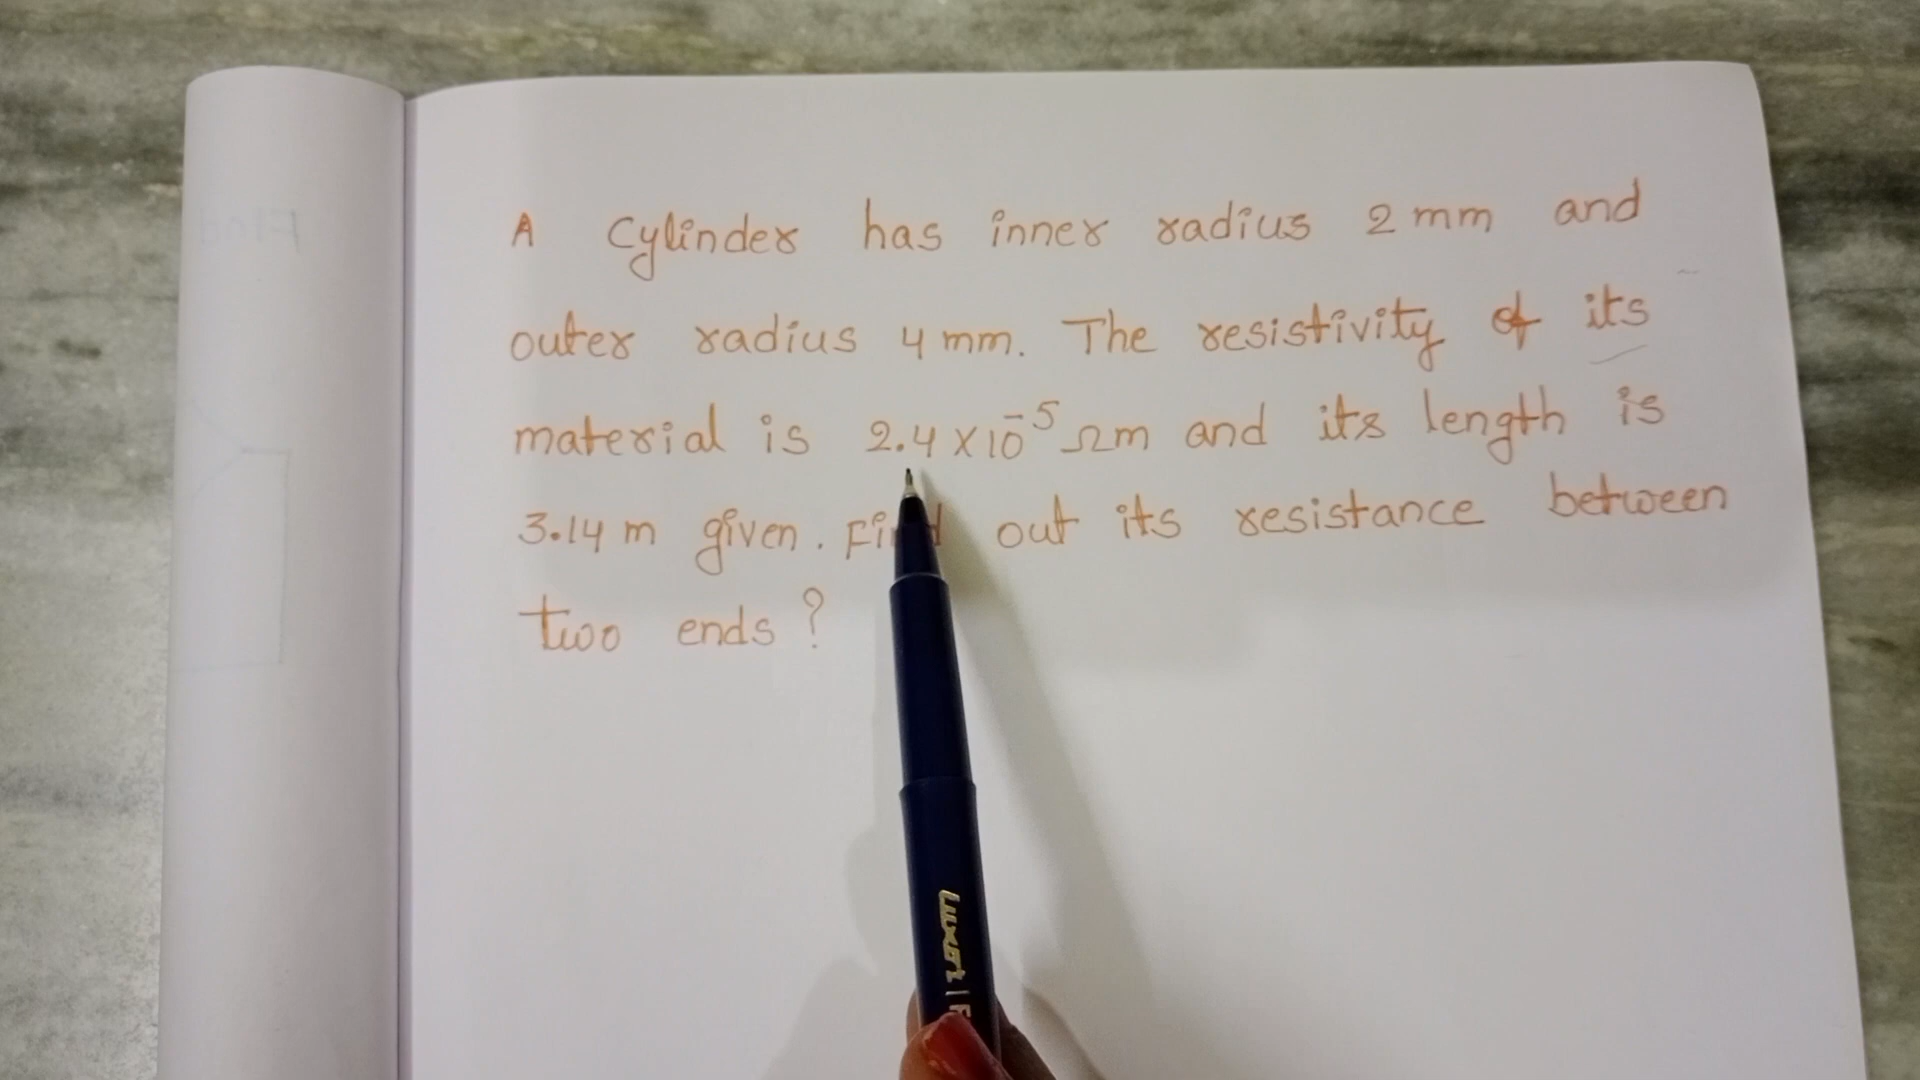 A Cylinder has inner radius 2 mm and
outer radius 4 mm. The resistivity of its
material is 2.4 × 10⁻⁵ Ωm and its length is
3.14 m given. Find out its resistance between
two ends ?
Luxor